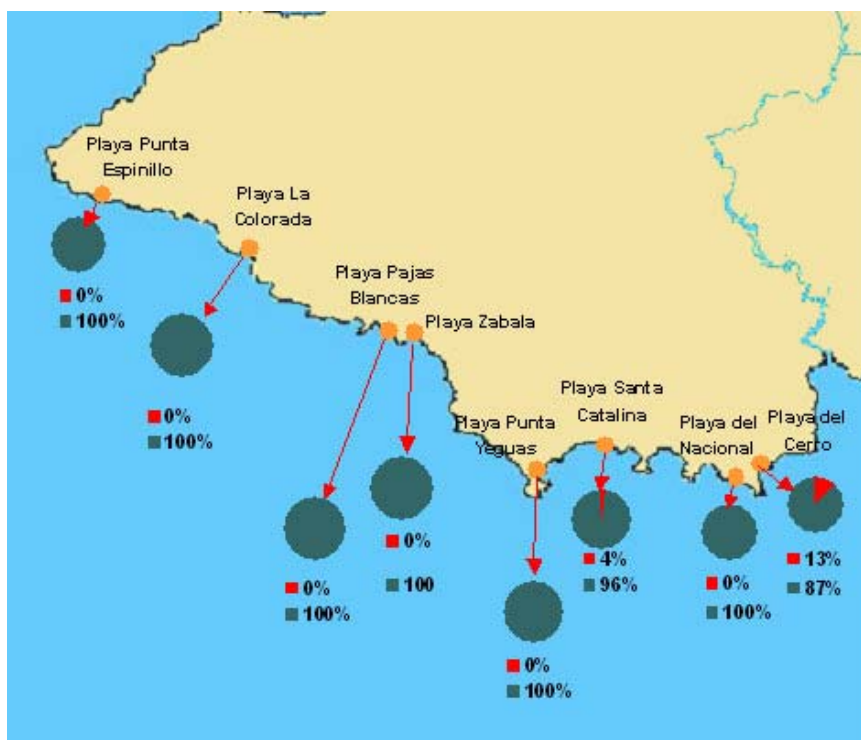 Playa Punta
Espinillo
0%
100%
Playa La
Colorada
0%
100%
Playa Pajas
Blancas
0%
100%
Playa Zabala
0%
100
Playa Punta
Yeguas
0%
100%
Playa Santa
Catalina
4%
96%
Playa del
Nacional
0%
100%
Playa del
Cerro
13%
87%